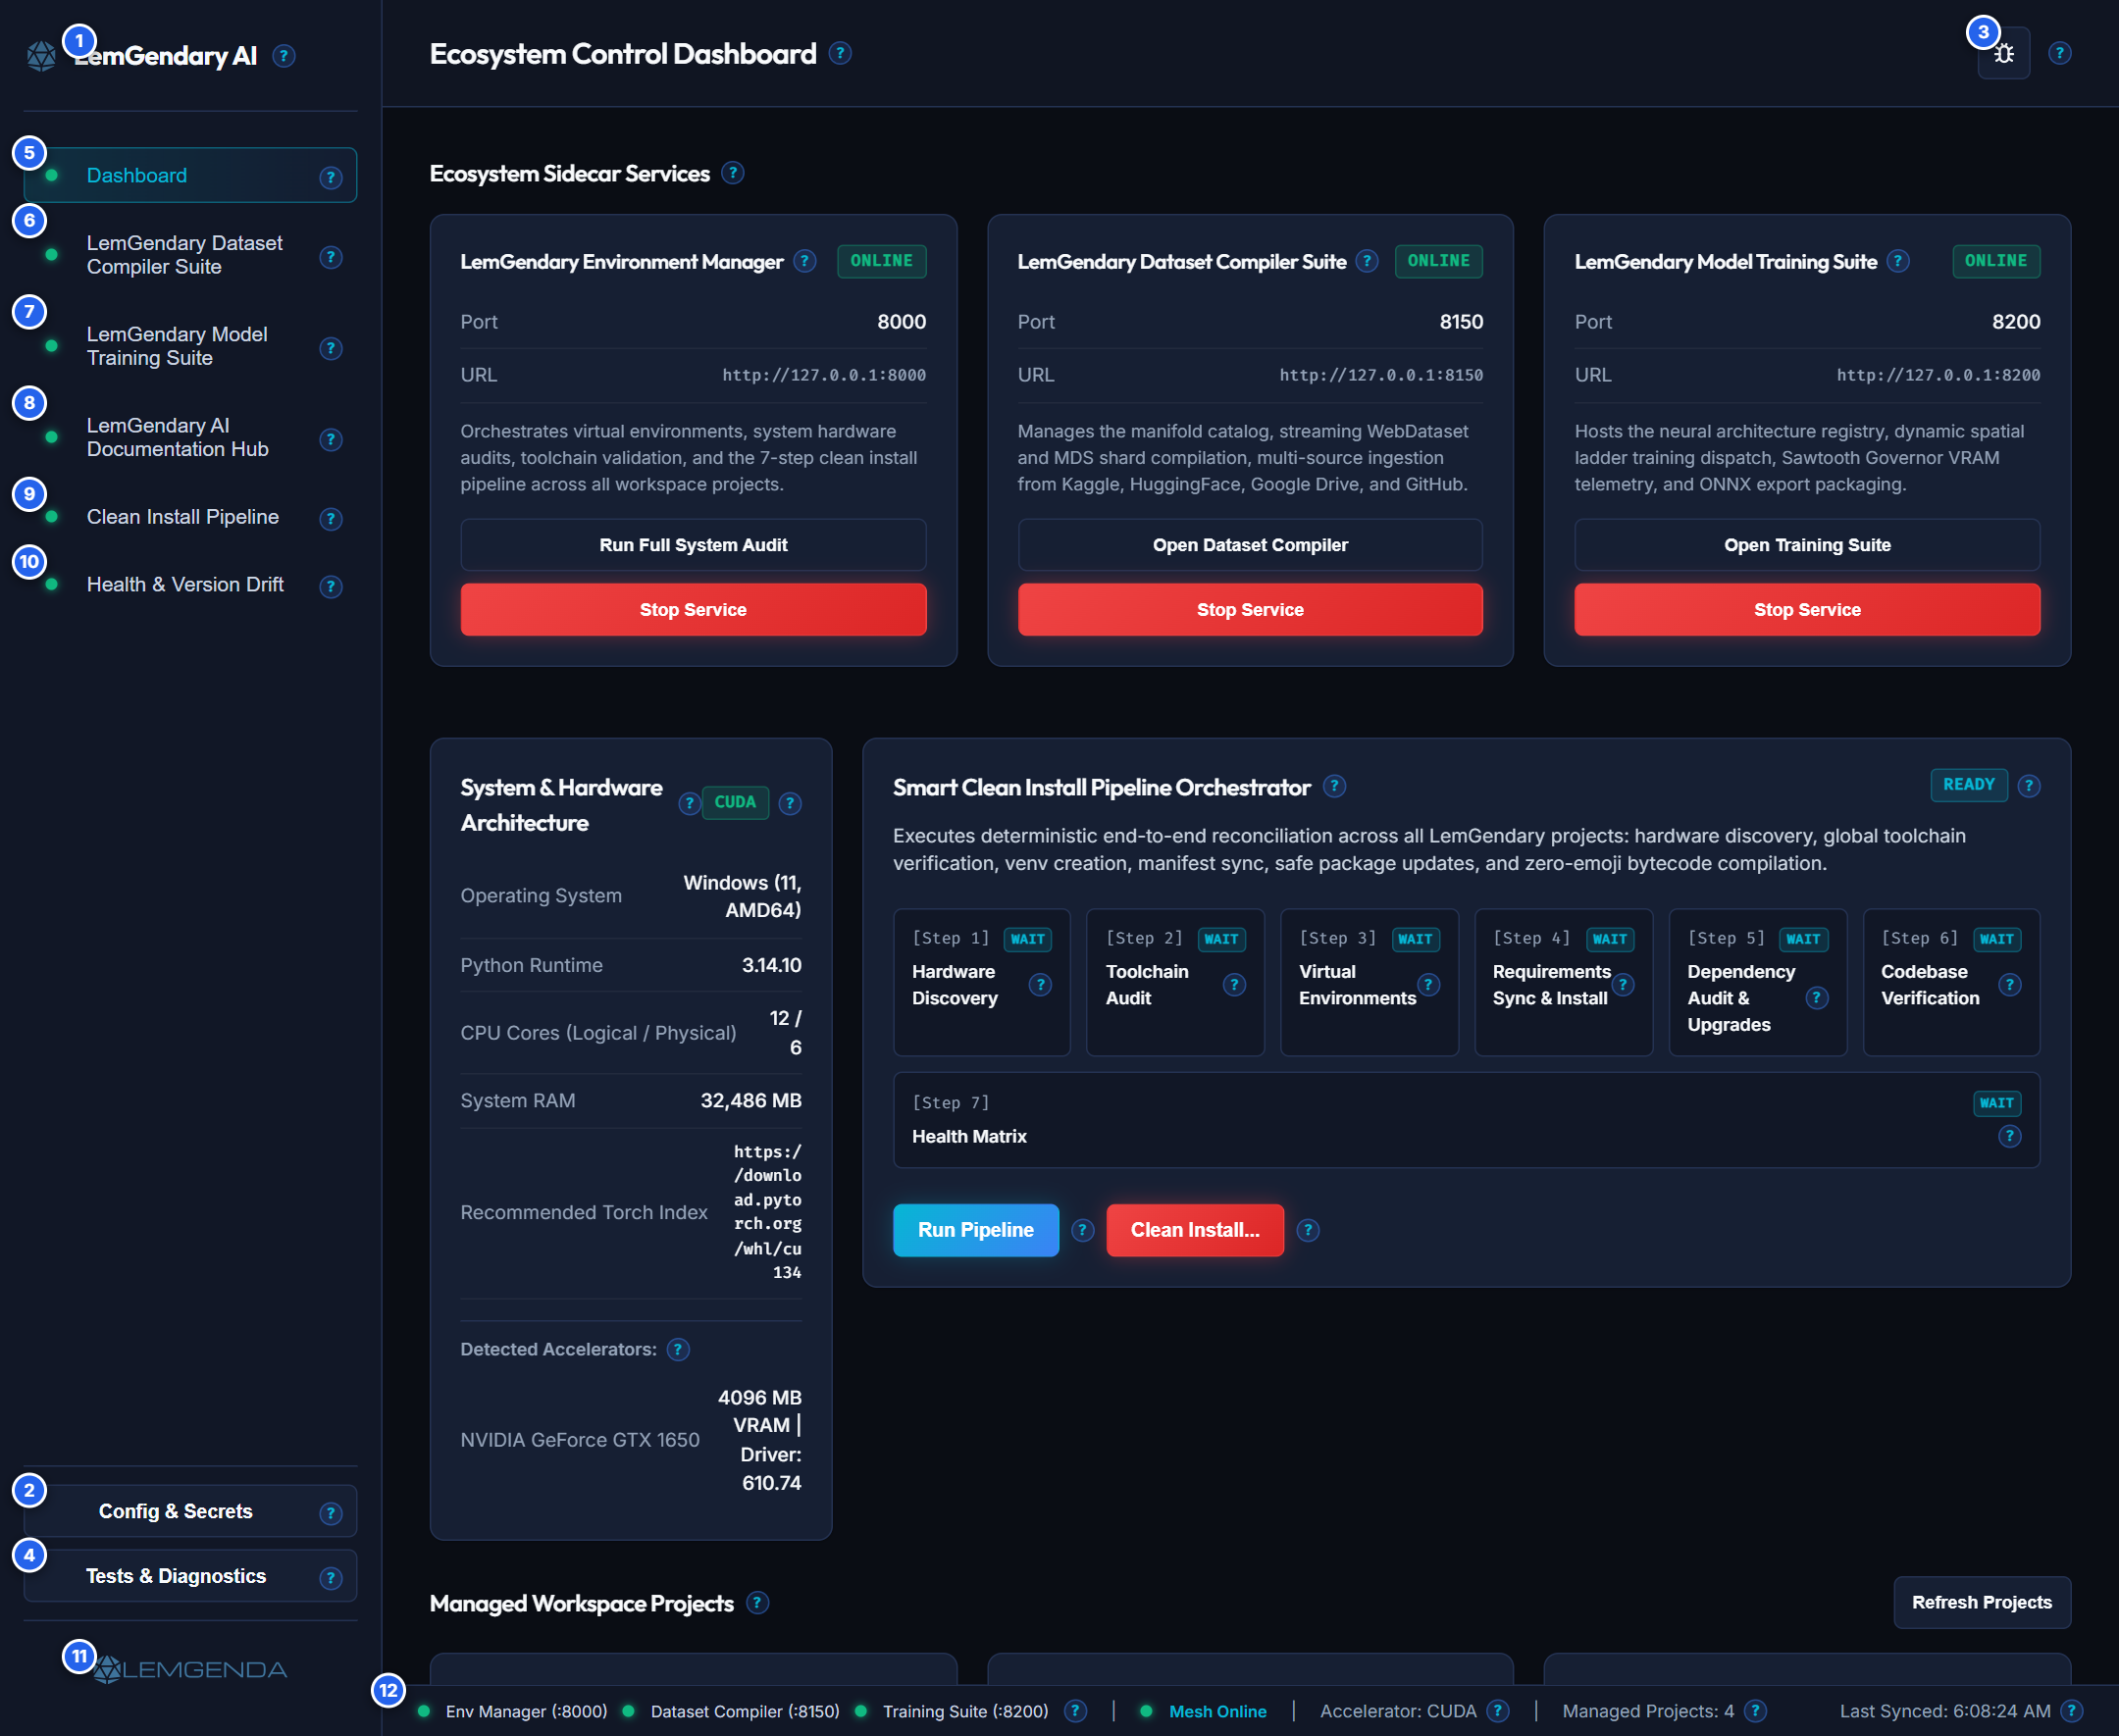 1
LemGendary AI ?
5
Dashboard ?
6
LemGendary Dataset
Compiler Suite ?
7
LemGendary Model
Training Suite ?
8
LemGendary AI
Documentation Hub ?
9
Clean Install Pipeline ?
10
Health & Version Drift ?
2
Config & Secrets ?
4
Tests & Diagnostics ?
11
LEMGENDA
Ecosystem Control Dashboard ?
3
?
Ecosystem Sidecar Services ?
LemGendary Environment Manager ? ONLINE
Port 8000
URL http://127.0.0.1:8000
Orchestrates virtual environments, system hardware
audits, toolchain validation, and the 7-step clean install
pipeline across all workspace projects.
Run Full System Audit
Stop Service
LemGendary Dataset Compiler Suite ? ONLINE
Port 8150
URL http://127.0.0.1:8150
Manages the manifold catalog, streaming WebDataset
and MDS shard compilation, multi-source ingestion
from Kaggle, HuggingFace, Google Drive, and GitHub.
Open Dataset Compiler
Stop Service
LemGendary Model Training Suite ? ONLINE
Port 8200
URL http://127.0.0.1:8200
Hosts the neural architecture registry, dynamic spatial
ladder training dispatch, Sawtooth Governor VRAM
telemetry, and ONNX export packaging.
Open Training Suite
Stop Service
System & Hardware
Architecture ? CUDA ?
Operating System Windows (11,
AMD64)
Python Runtime 3.14.10
CPU Cores (Logical / Physical) 12 /
6
System RAM 32,486 MB
Recommended Torch Index https:/
/downlo
ad.pyto
rch.org
/whl/cu
134
Detected Accelerators: ?
NVIDIA GeForce GTX 1650 4096 MB
VRAM |
Driver:
610.74
Smart Clean Install Pipeline Orchestrator ? READY ?
Executes deterministic end-to-end reconciliation across all LemGendary projects: hardware discovery, global toolchain
verification, venv creation, manifest sync, safe package updates, and zero-emoji bytecode compilation.
[Step 1] WAIT
Hardware
Discovery ?
[Step 2] WAIT
Toolchain
Audit ?
[Step 3] WAIT
Virtual
Environments ?
[Step 4] WAIT
Requirements
Sync & Install ?
[Step 5] WAIT
Dependency
Audit &
Upgrades ?
[Step 6] WAIT
Codebase
Verification ?
[Step 7] WAIT
Health Matrix ?
Run Pipeline ? Clean Install... ?
Managed Workspace Projects ? Refresh Projects
12
Env Manager (:8000) Dataset Compiler (:8150) Training Suite (:8200) ? | Mesh Online | Accelerator: CUDA ? | Managed Projects: 4 ? Last Synced: 6:08:24 AM ?